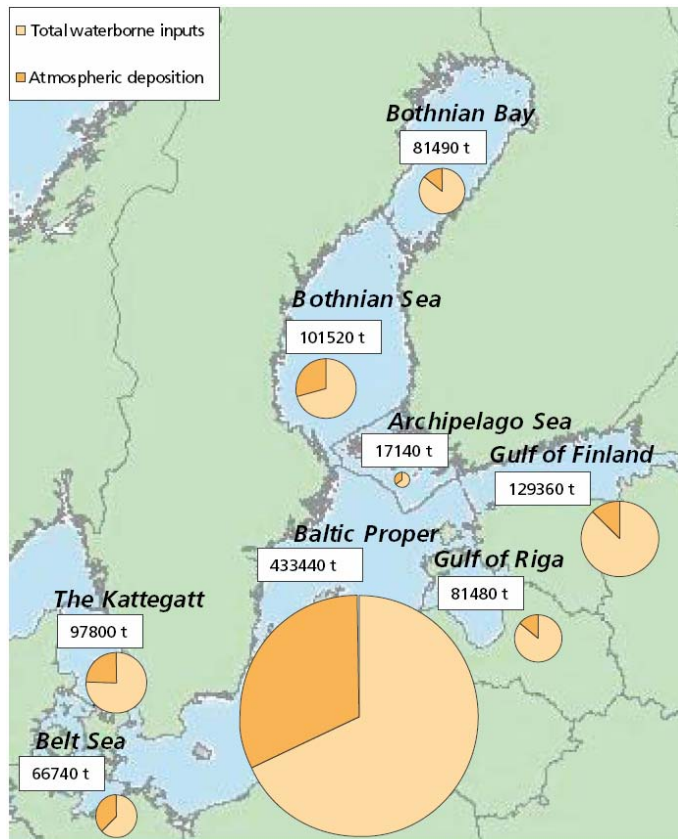 Total waterborne inputs
Atmospheric deposition
Bothnian Bay
81490 t
Bothnian Sea
101520 t
Archipelago Sea
17140 t
Gulf of Finland
129360 t
Baltic Proper
433440 t
Gulf of Riga
81480 t
The Kattegatt
97800 t
Belt Sea
66740 t